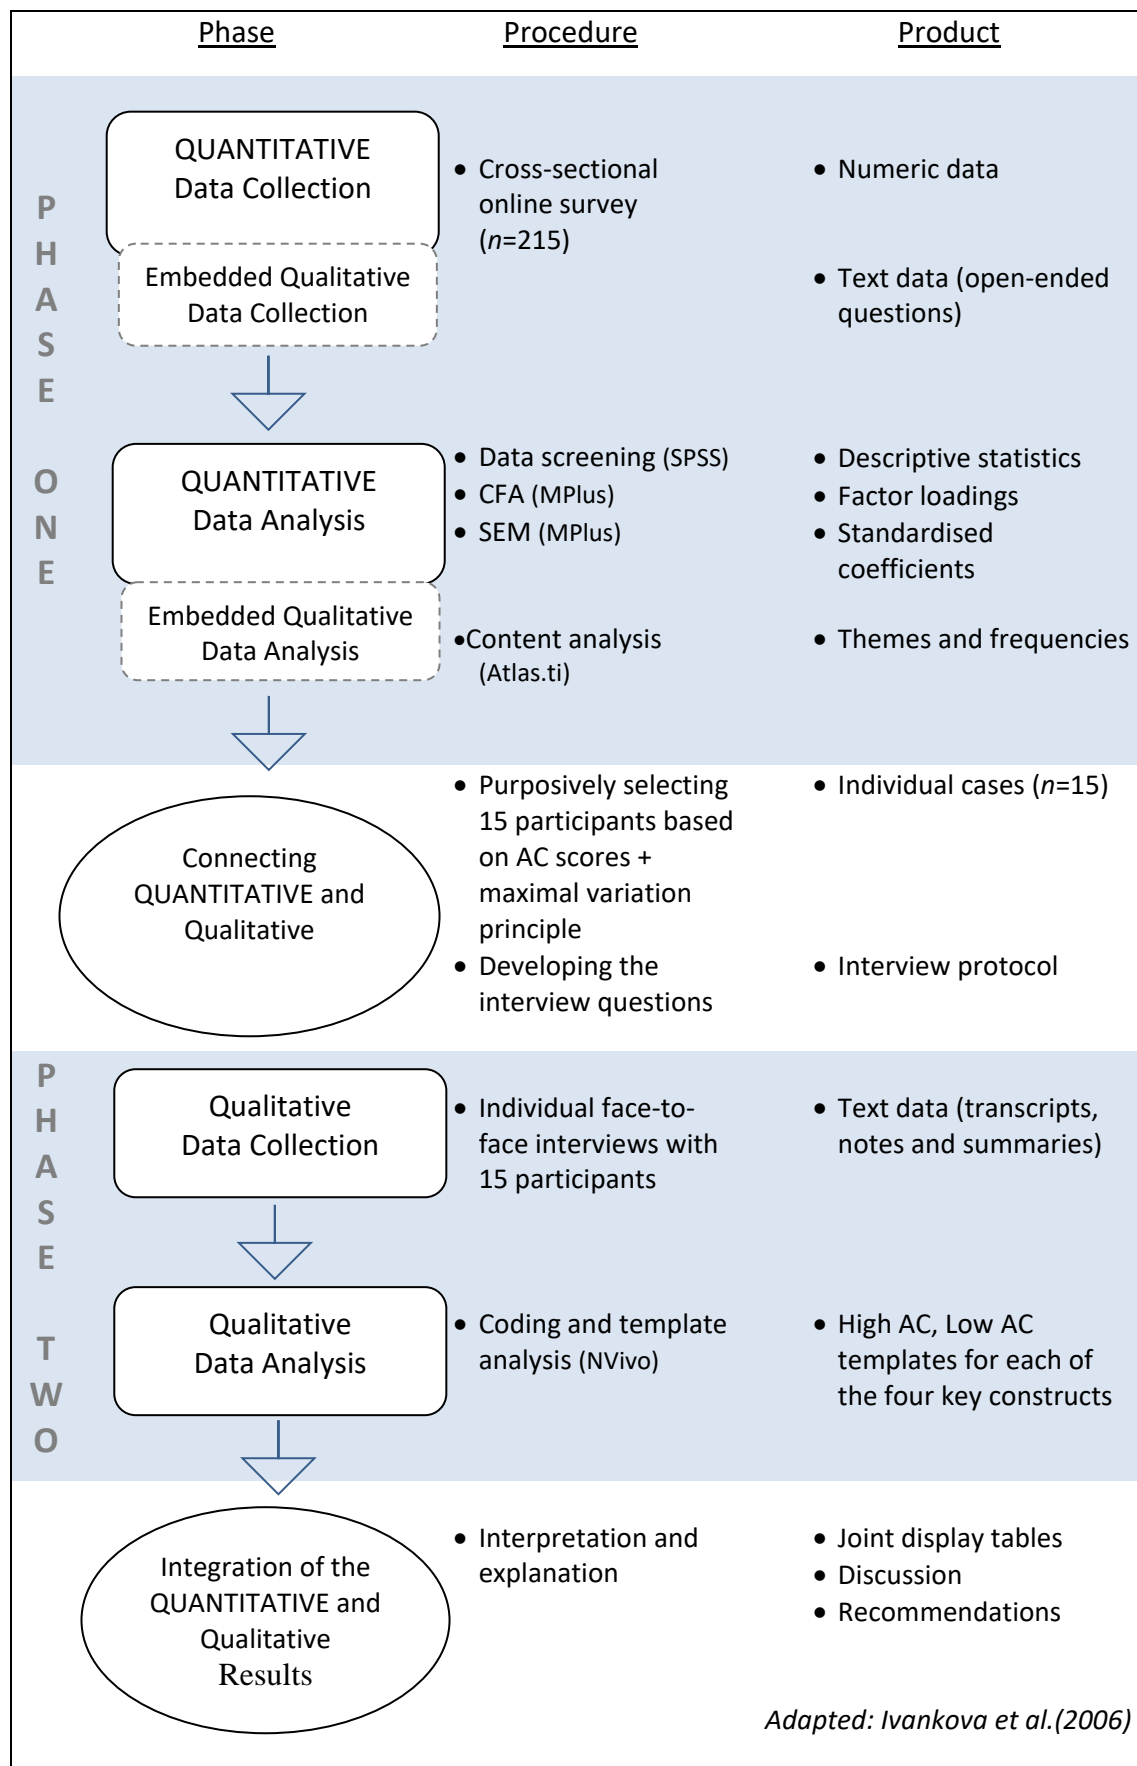 Phase Procedure Product
P
H
A
S
E
O
N
E
QUANTITATIVE
Data Collection
Embedded Qualitative
Data Collection
• Cross-sectional
online survey
(n=215)
• Numeric data
• Text data (open-ended
questions)
QUANTITATIVE
Data Analysis
Embedded Qualitative
Data Analysis
• Data screening (SPSS)
• CFA (MPlus)
• SEM (MPlus)
•Content analysis
(Atlas.ti)
• Descriptive statistics
• Factor loadings
• Standardised
coefficients
• Themes and frequencies
Connecting
QUANTITATIVE and
Qualitative
• Purposively selecting
15 participants based
on AC scores +
maximal variation
principle
• Developing the
interview questions
• Individual cases (n=15)
• Interview protocol
P
H
A
S
E
T
W
O
Qualitative
Data Collection
• Individual face-to-
face interviews with
15 participants
• Text data (transcripts,
notes and summaries)
Qualitative
Data Analysis
• Coding and template
analysis (NVivo)
• High AC, Low AC
templates for each of
the four key constructs
Integration of the
QUANTITATIVE and
Qualitative
Results
• Interpretation and
explanation
• Joint display tables
• Discussion
• Recommendations
Adapted: Ivankova et al.(2006)